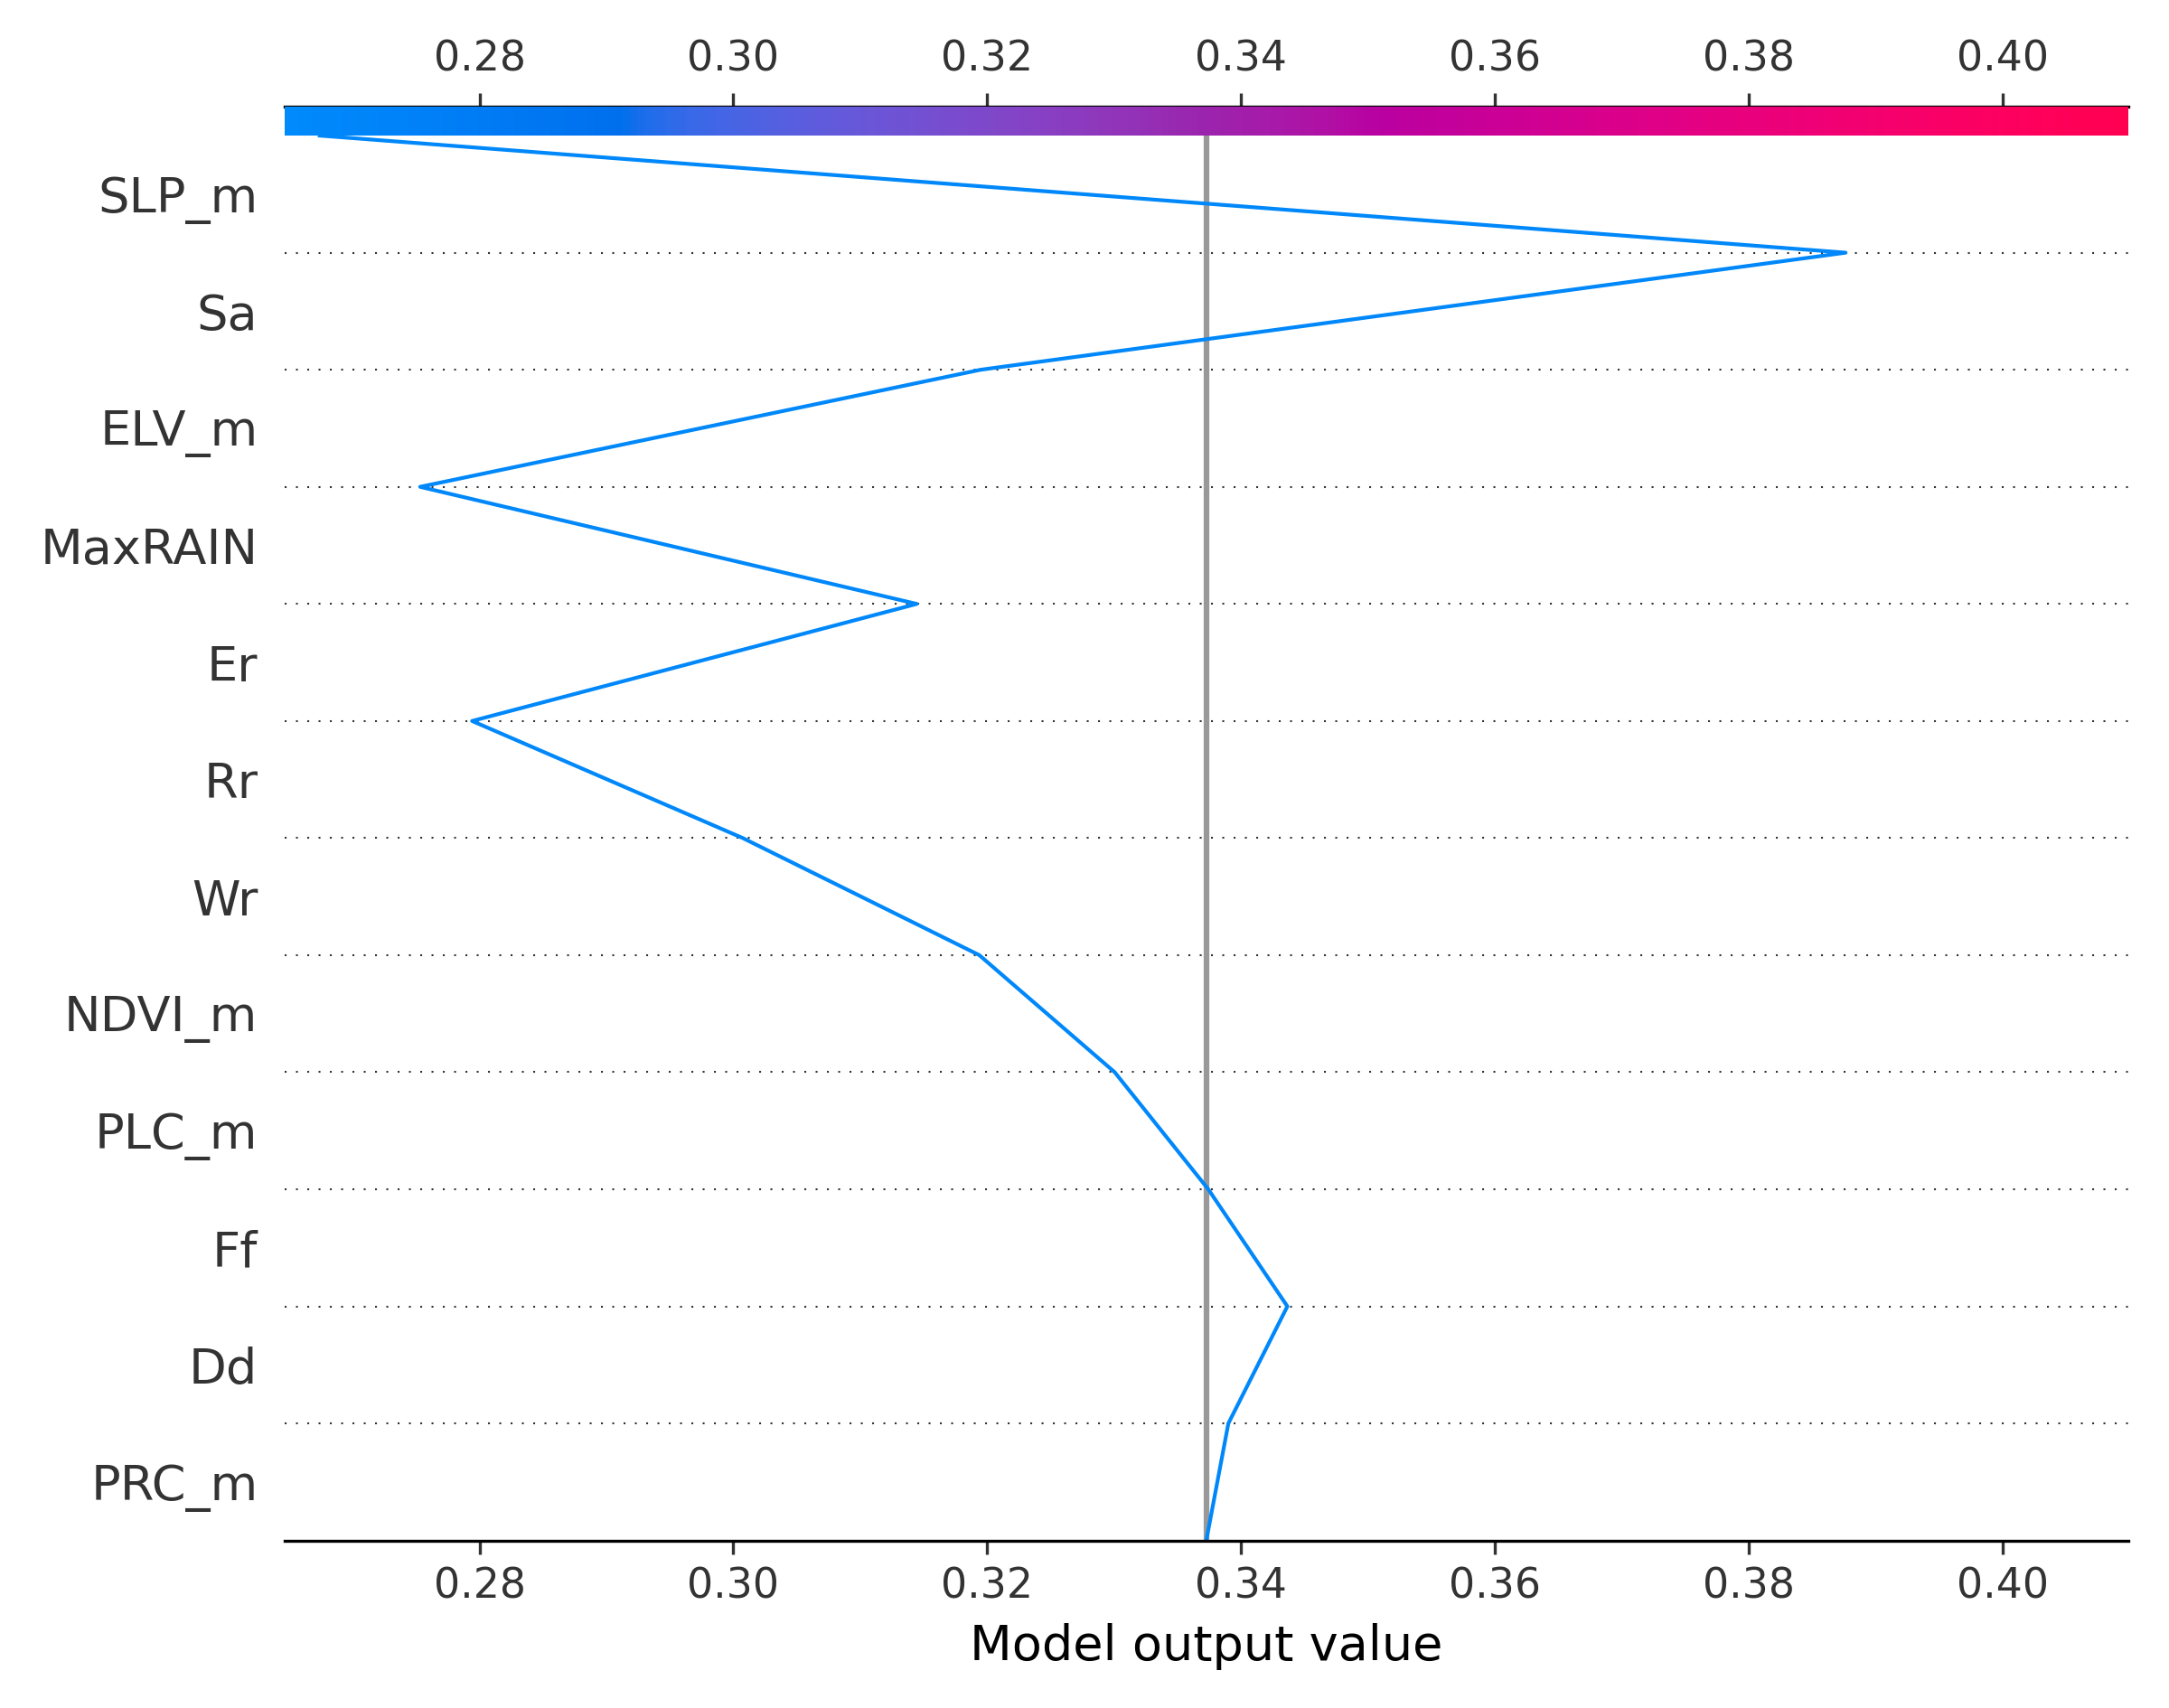 0.28 0.30 0.32 0.34 0.36 0.38 0.40
SLP_m
Sa
ELV_m
MaxRAIN
Er
Rr
Wr
NDVI_m
PLC_m
Ff
Dd
PRC_m
0.28 0.30 0.32 0.34 0.36 0.38 0.40
Model output value